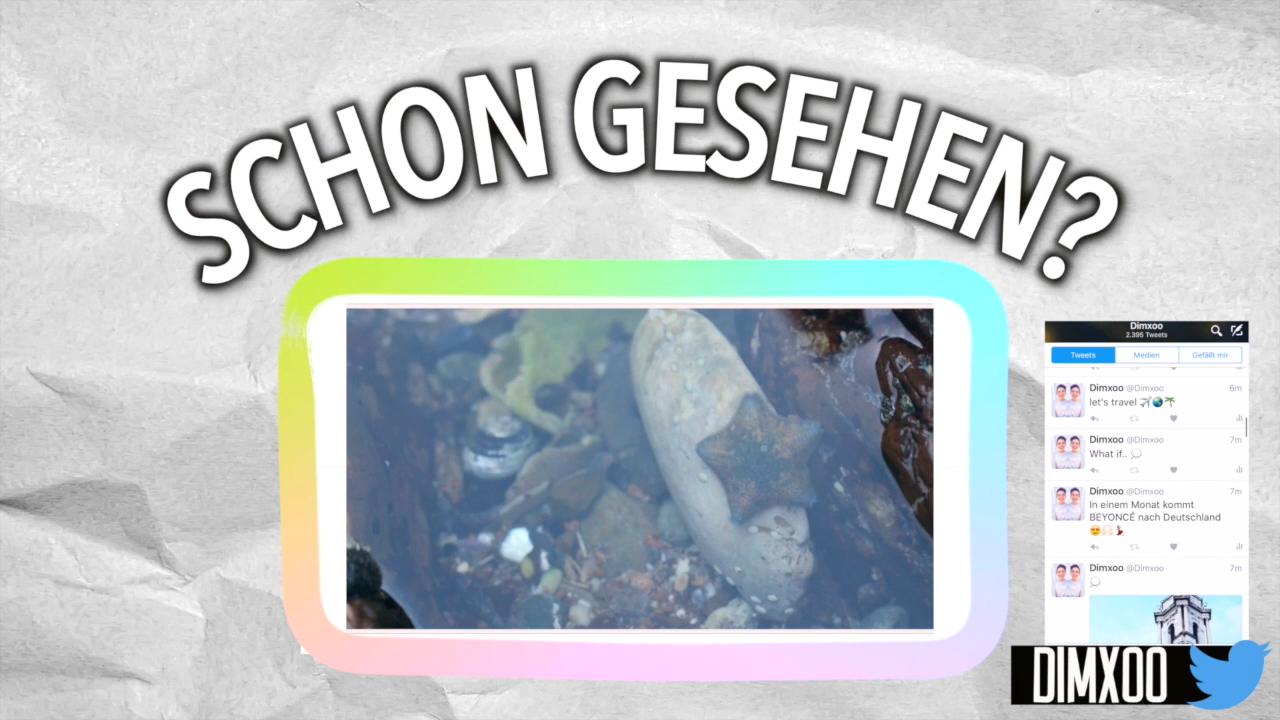 SCHON GESEHEN?
Dimxoo
2.395 Tweets
Tweets Medien Gefällt mir
Dimxoo @Dimxoo 6m
let's travel ✈️🌏🌴
Dimxoo @Dimxoo 7m
What if.. 💭
Dimxoo @Dimxoo 7m
In einem Monat kommt
BEYONCÉ nach Deutschland
😍🙌🏻💃🏽
Dimxoo @Dimxoo 7m
💭
DIMXOO